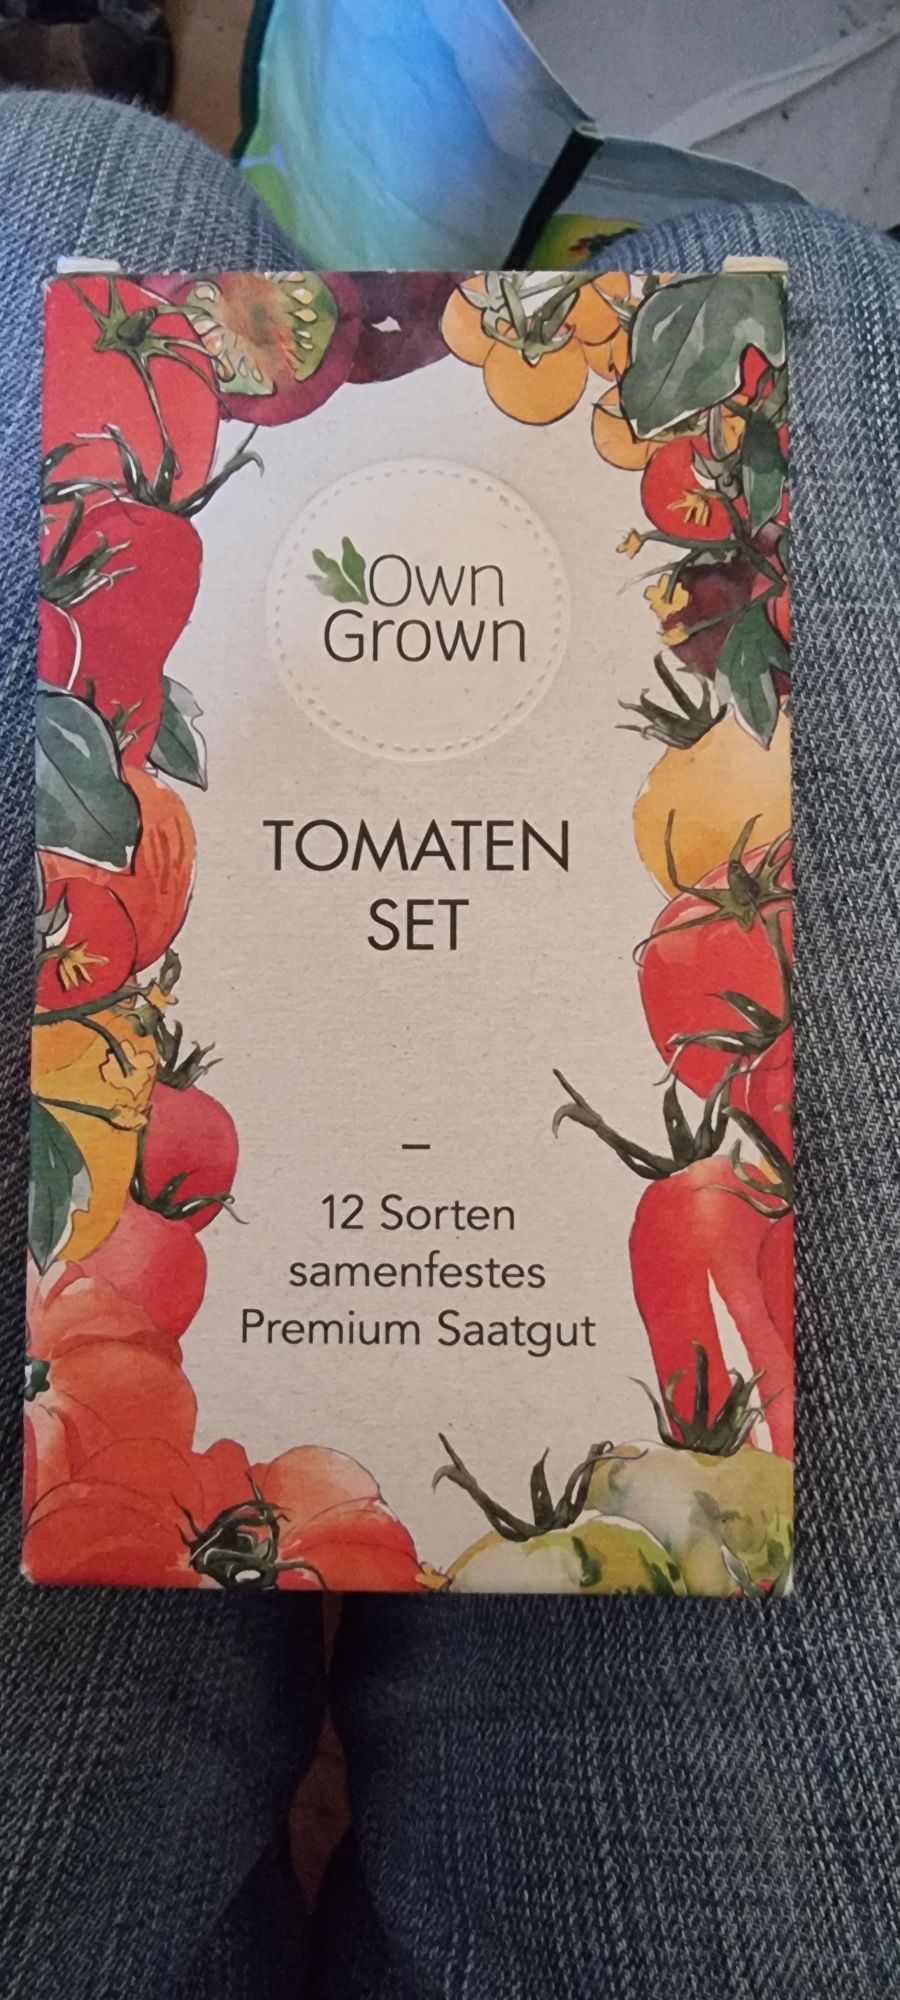 Own
Grown
TOMATEN
SET
–
12 Sorten
samenfestes
Premium Saatgut